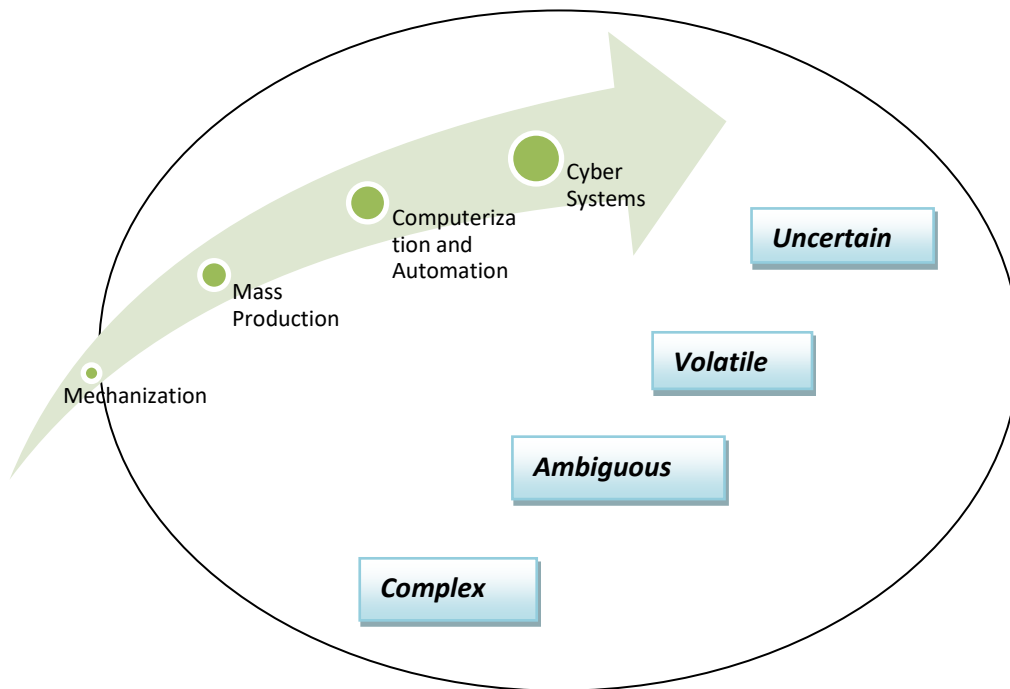 Cyber
Systems
Computeriza
tion and
Automation
Uncertain
Mass
Production
Volatile
Mechanization
Ambiguous
Complex